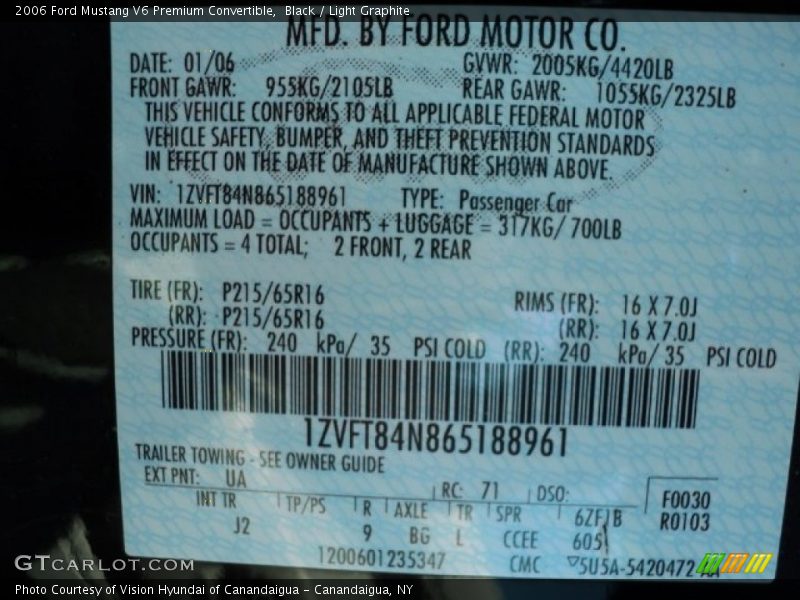 2006 Ford Mustang V6 Premium Convertible, Black / Light Graphite
MFD. BY FORD MOTOR CO.
DATE: 01/06 GVWR: 2005KG/4420LB
FRONT GAWR: 955KG/2105LB REAR GAWR: 1055KG/2325LB
THIS VEHICLE CONFORMS TO ALL APPLICABLE FEDERAL MOTOR
VEHICLE SAFETY, BUMPER, AND THEFT PREVENTION STANDARDS
IN EFFECT ON THE DATE OF MANUFACTURE SHOWN ABOVE.
VIN: 1ZVFT84N865188961 TYPE: Passenger Car
MAXIMUM LOAD = OCCUPANTS + LUGGAGE = 317KG/ 700LB
OCCUPANTS = 4 TOTAL; 2 FRONT, 2 REAR
TIRE (FR): P215/65R16 RIMS (FR): 16 X 7.0J
(RR): P215/65R16 (RR): 16 X 7.0J
PRESSURE (FR): 240 kPa/ 35 PSI COLD (RR): 240 kPa/ 35 PSI COLD
1ZVFT84N865188961
TRAILER TOWING - SEE OWNER GUIDE
EXT PNT: UA RC: 71 DSO: F0030
INT TR TP/PS R AXLE TR SPR 6ZFJB R0103
J2 9 BG L CCEE 605
1200601235347 CMC 5U5A-5420472-AA
GTCARLOT.COM
Photo Courtesy of Vision Hyundai of Canandaigua - Canandaigua, NY